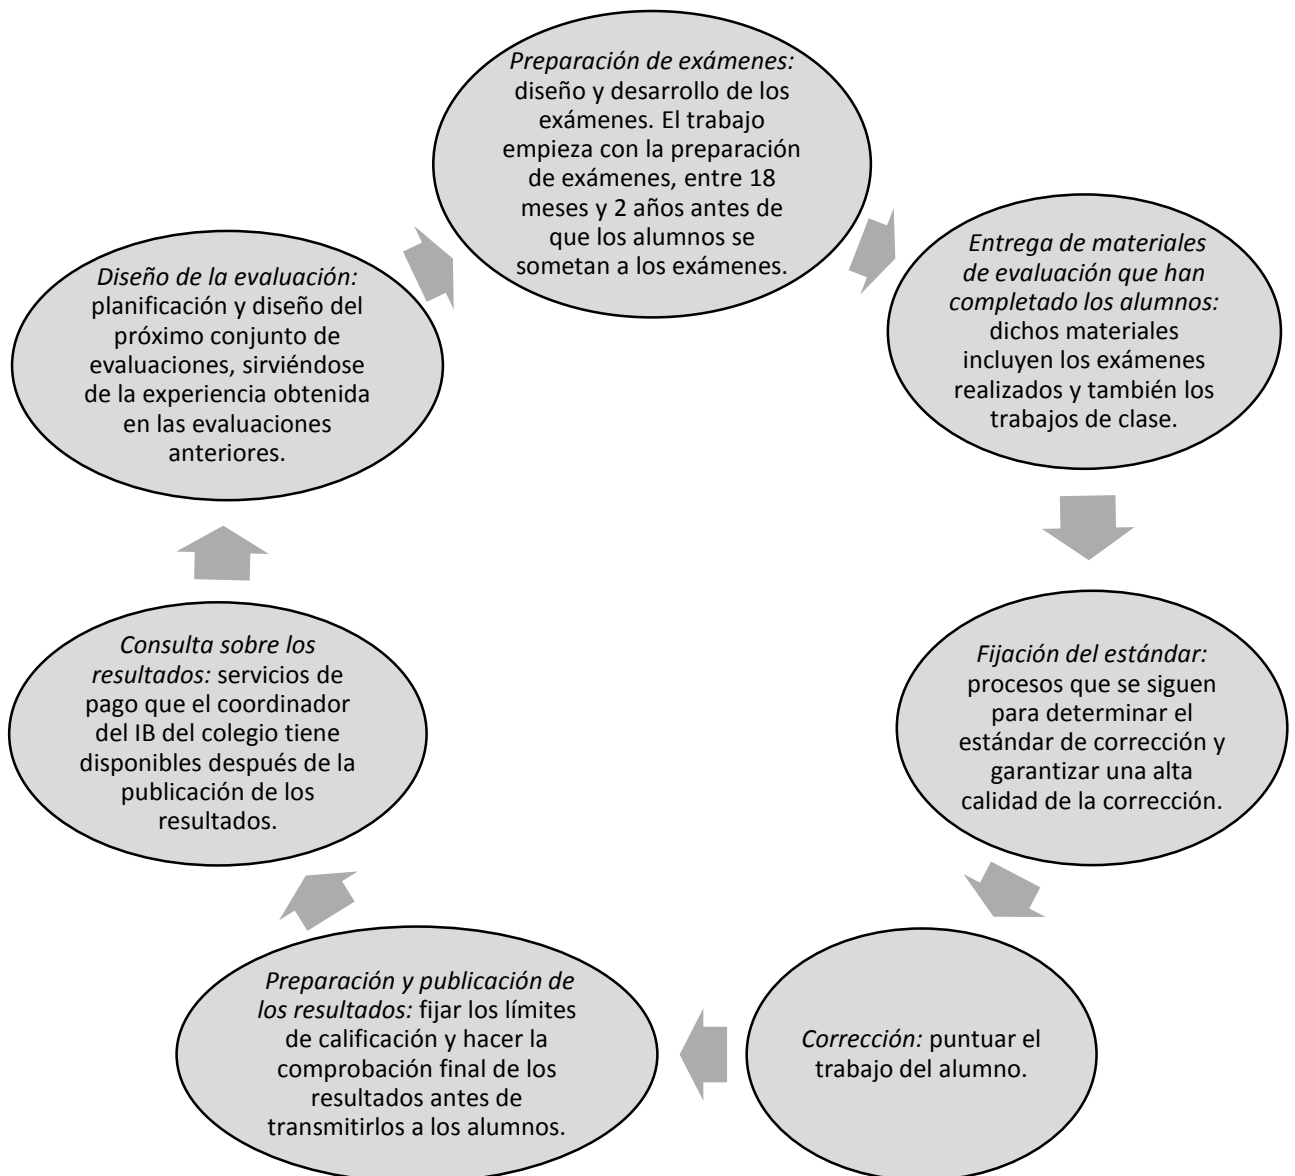 Preparación de exámenes:
diseño y desarrollo de los
exámenes. El trabajo
empieza con la preparación
de exámenes, entre 18
meses y 2 años antes de
que los alumnos se
sometan a los exámenes.
Entrega de materiales
de evaluación que han
completado los alumnos:
dichos materiales
incluyen los exámenes
realizados y también los
trabajos de clase.
Fijación del estándar:
procesos que se siguen
para determinar el
estándar de corrección y
garantizar una alta
calidad de la corrección.
Corrección: puntuar el
trabajo del alumno.
Preparación y publicación de
los resultados: fijar los límites
de calificación y hacer la
comprobación final de los
resultados antes de
transmitirlos a los alumnos.
Consulta sobre los
resultados: servicios de
pago que el coordinador
del IB del colegio tiene
disponibles después de la
publicación de los
resultados.
Diseño de la evaluación:
planificación y diseño del
próximo conjunto de
evaluaciones, sirviéndose
de la experiencia obtenida
en las evaluaciones
anteriores.